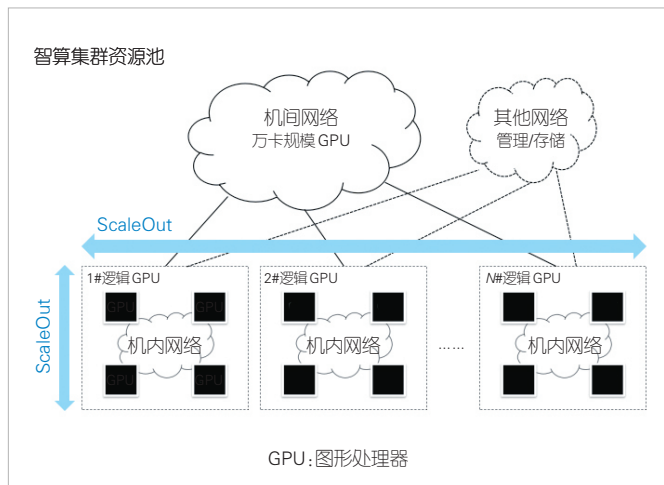 智算集群资源池
机间网络
万卡规模 GPU
其他网络
管理/存储
ScaleOut
ScaleOut
1#逻辑 GPU
2#逻辑 GPU
N#逻辑 GPU
GPU
GPU
机内网络
机内网络
......
机内网络
GPU
GPU
GPU：图形处理器